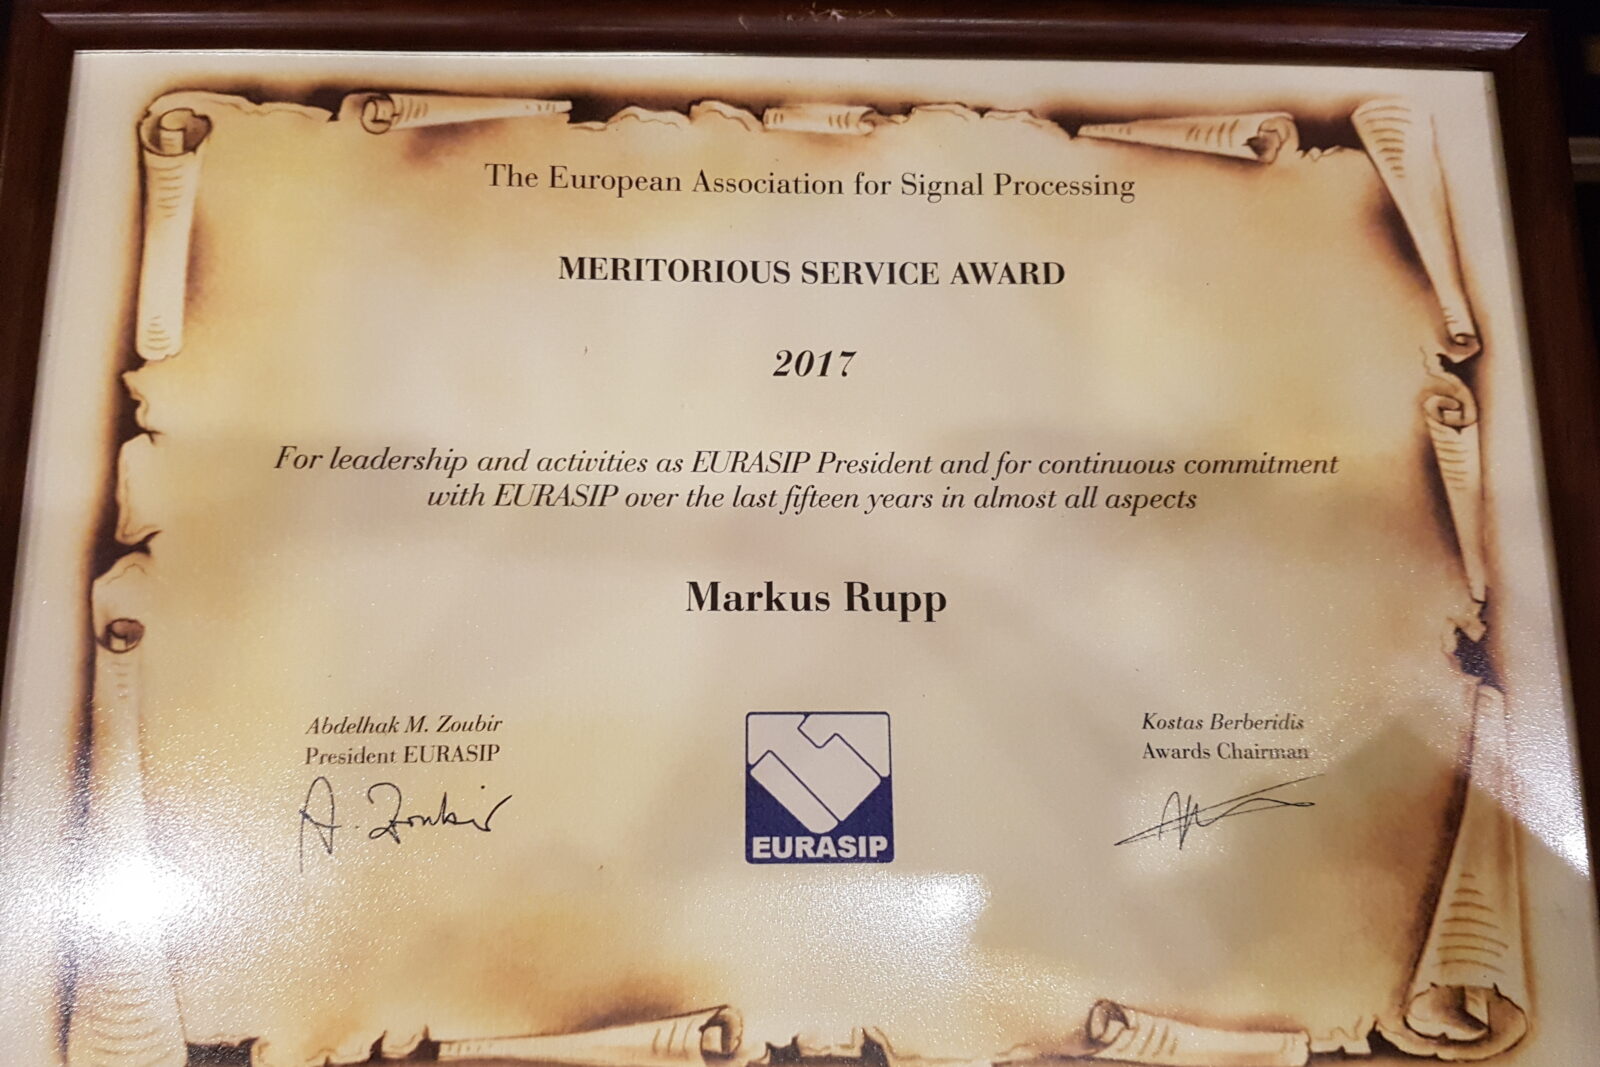 The European Association for Signal Processing
MERITORIOUS SERVICE AWARD
2017
For leadership and activities as EURASIP President and for continuous commitment
with EURASIP over the last fifteen years in almost all aspects
Markus Rupp
Abdelhak M. Zoubir
President EURASIP
A. Zoubir
Kostas Berberidis
Awards Chairman
EURASIP